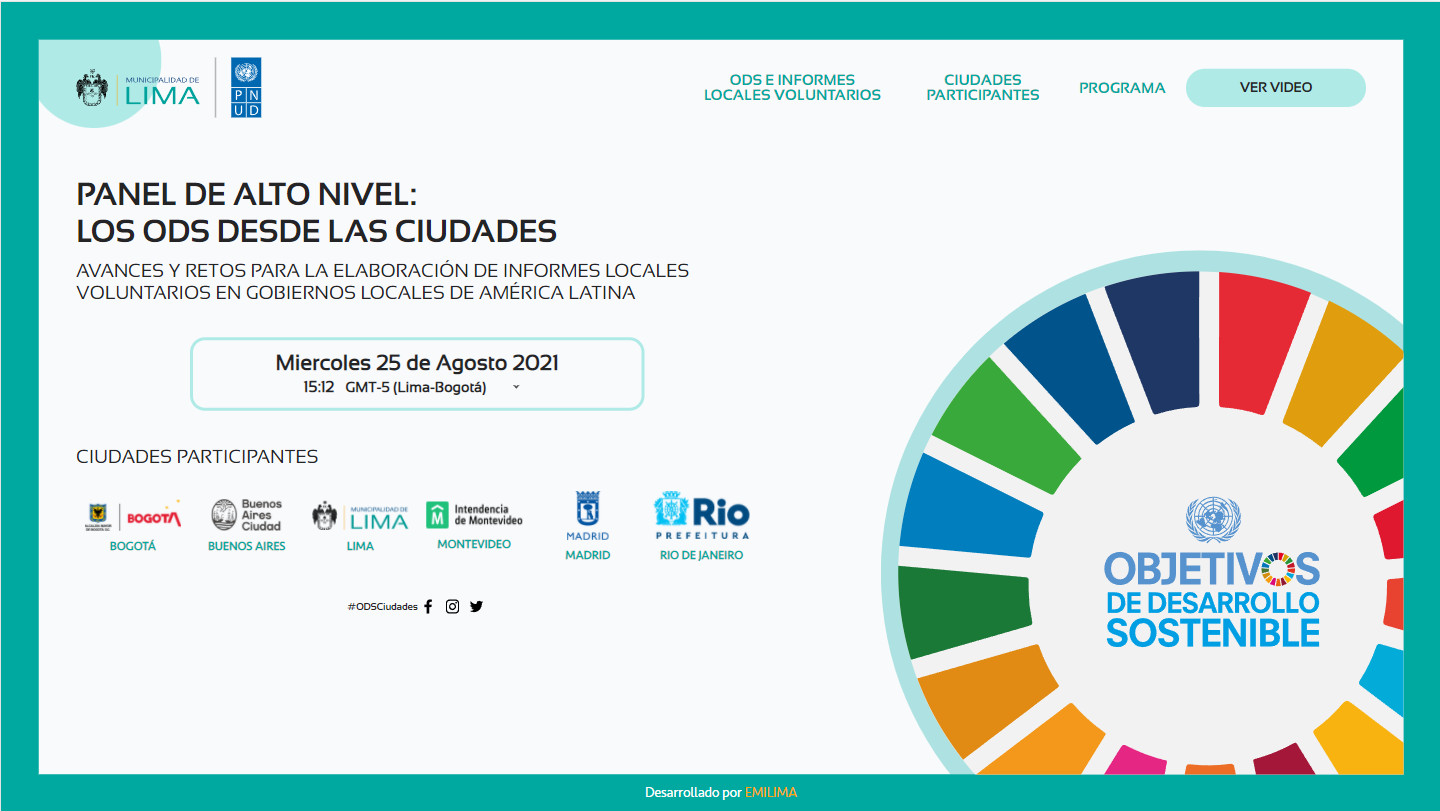 MUNICIPALIDAD DE
LIMA
PN
UD
ODS E INFORMES
LOCALES VOLUNTARIOS
CIUDADES
PARTICIPANTES
PROGRAMA
VER VIDEO
PANEL DE ALTO NIVEL:
LOS ODS DESDE LAS CIUDADES
AVANCES Y RETOS PARA LA ELABORACIÓN DE INFORMES LOCALES
VOLUNTARIOS EN GOBIERNOS LOCALES DE AMÉRICA LATINA
Miercoles 25 de Agosto 2021
15:12 GMT-5 (Lima-Bogotá)
CIUDADES PARTICIPANTES
BOGOTÁ
BOGOTÁ
Buenos
Aires
Ciudad
BUENOS AIRES
MUNICIPALIDAD DE
LIMA
LIMA
Intendencia
de Montevideo
MONTEVIDEO
MADRID
MADRID
Rio
PREFEITURA
RIO DE JANEIRO
#ODSCiudades
OBJETIVOS
DE DESARROLLO
SOSTENIBLE
Desarrollado por EMILIMA